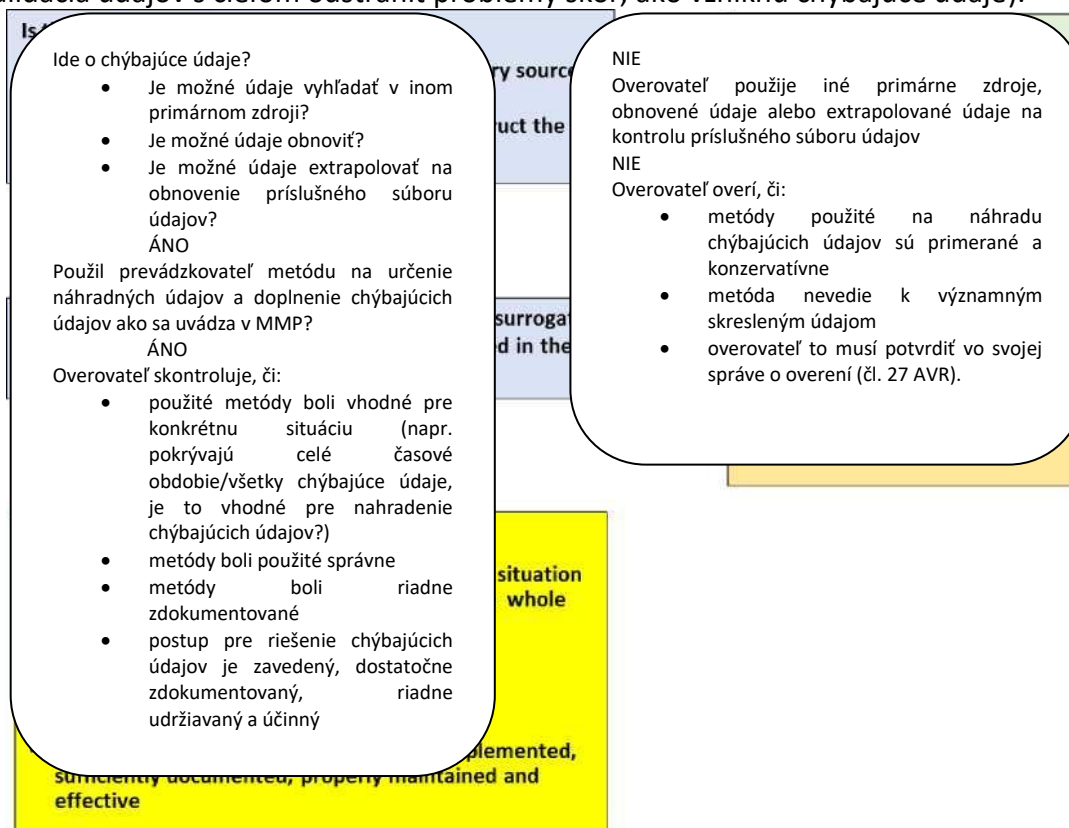 Ide o chýbajúce údaje?
• Je možné údaje vyhľadať v inom
primárnom zdroji?
• Je možné údaje obnoviť?
• Je možné údaje extrapolovať na
obnovenie príslušného súboru
údajov?
ÁNO
Použil prevádzkovateľ metódu na určenie
náhradných údajov a doplnenie chýbajúcich
údajov ako sa uvádza v MMP?
ÁNO
Overovateľ skontroluje, či:
• použité metódy boli vhodné pre
konkrétnu situáciu (napr.
pokrývajú celé časové
obdobie/všetky chýbajúce údaje,
je to vhodné pre nahradenie
chýbajúcich údajov?)
• metódy boli použité správne
• metódy boli riadne
zdokumentované
• postup pre riešenie chýbajúcich
údajov je zavedený, dostatočne
zdokumentovaný, riadne
udržiavaný a účinný
NIE
Overovateľ použije iné primárne zdroje,
obnovené údaje alebo extrapolované údaje na
kontrolu príslušného súboru údajov
NIE
Overovateľ overí, či:
• metódy použité na náhradu
chýbajúcich údajov sú primerané a
konzervatívne
• metóda nevedie k významným
skresleným údajom
• overovateľ to musí potvrdiť vo svojej
správe o overení (čl. 27 AVR).
Is
ry source
uct the
surroga
d in the
situation
whole
plemented,
sufficiently documented, properly maintained and
effective